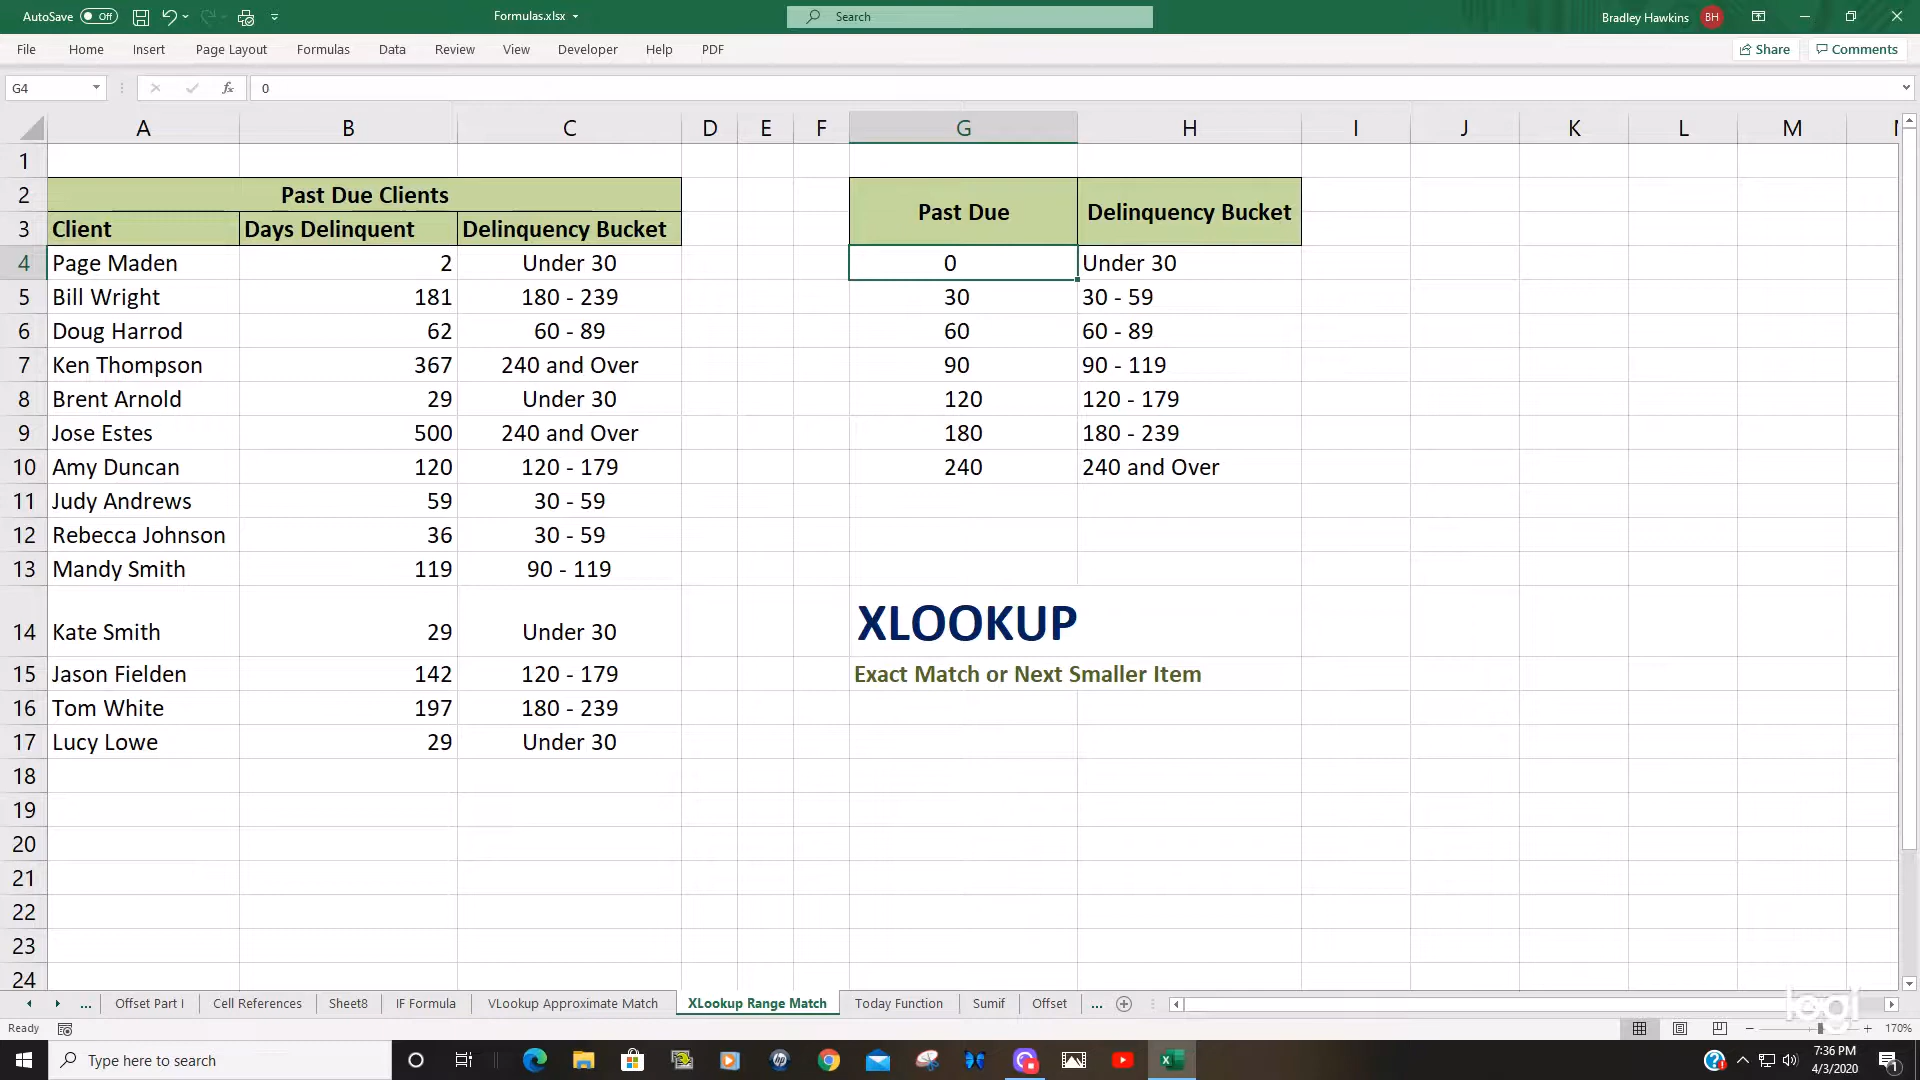 AutoSave Off Formulas.xlsx Search Bradley Hawkins BH
File Home Insert Page Layout Formulas Data Review View Developer Help PDF Share Comments
G4 fx 0
A B C D E F G H I J K L M
1
2 Past Due Clients
3 Client Days Delinquent Delinquency Bucket Past Due Delinquency Bucket
4 Page Maden 2 Under 30 0 Under 30
5 Bill Wright 181 180 - 239 30 30 - 59
6 Doug Harrod 62 60 - 89 60 60 - 89
7 Ken Thompson 367 240 and Over 90 90 - 119
8 Brent Arnold 29 Under 30 120 120 - 179
9 Jose Estes 500 240 and Over 180 180 - 239
10 Amy Duncan 120 120 - 179 240 240 and Over
11 Judy Andrews 59 30 - 59
12 Rebecca Johnson 36 30 - 59
13 Mandy Smith 119 90 - 119
14 Kate Smith 29 Under 30 XLOOKUP
15 Jason Fielden 142 120 - 179 Exact Match or Next Smaller Item
16 Tom White 197 180 - 239
17 Lucy Lowe 29 Under 30
18
19
20
21
22
23
24
... Offset Part I Cell References Sheet8 IF Formula VLookup Approximate Match XLookup Range Match Today Function Sumif Offset ...
logi
Ready 170%
Type here to search 7:36 PM
4/3/2020